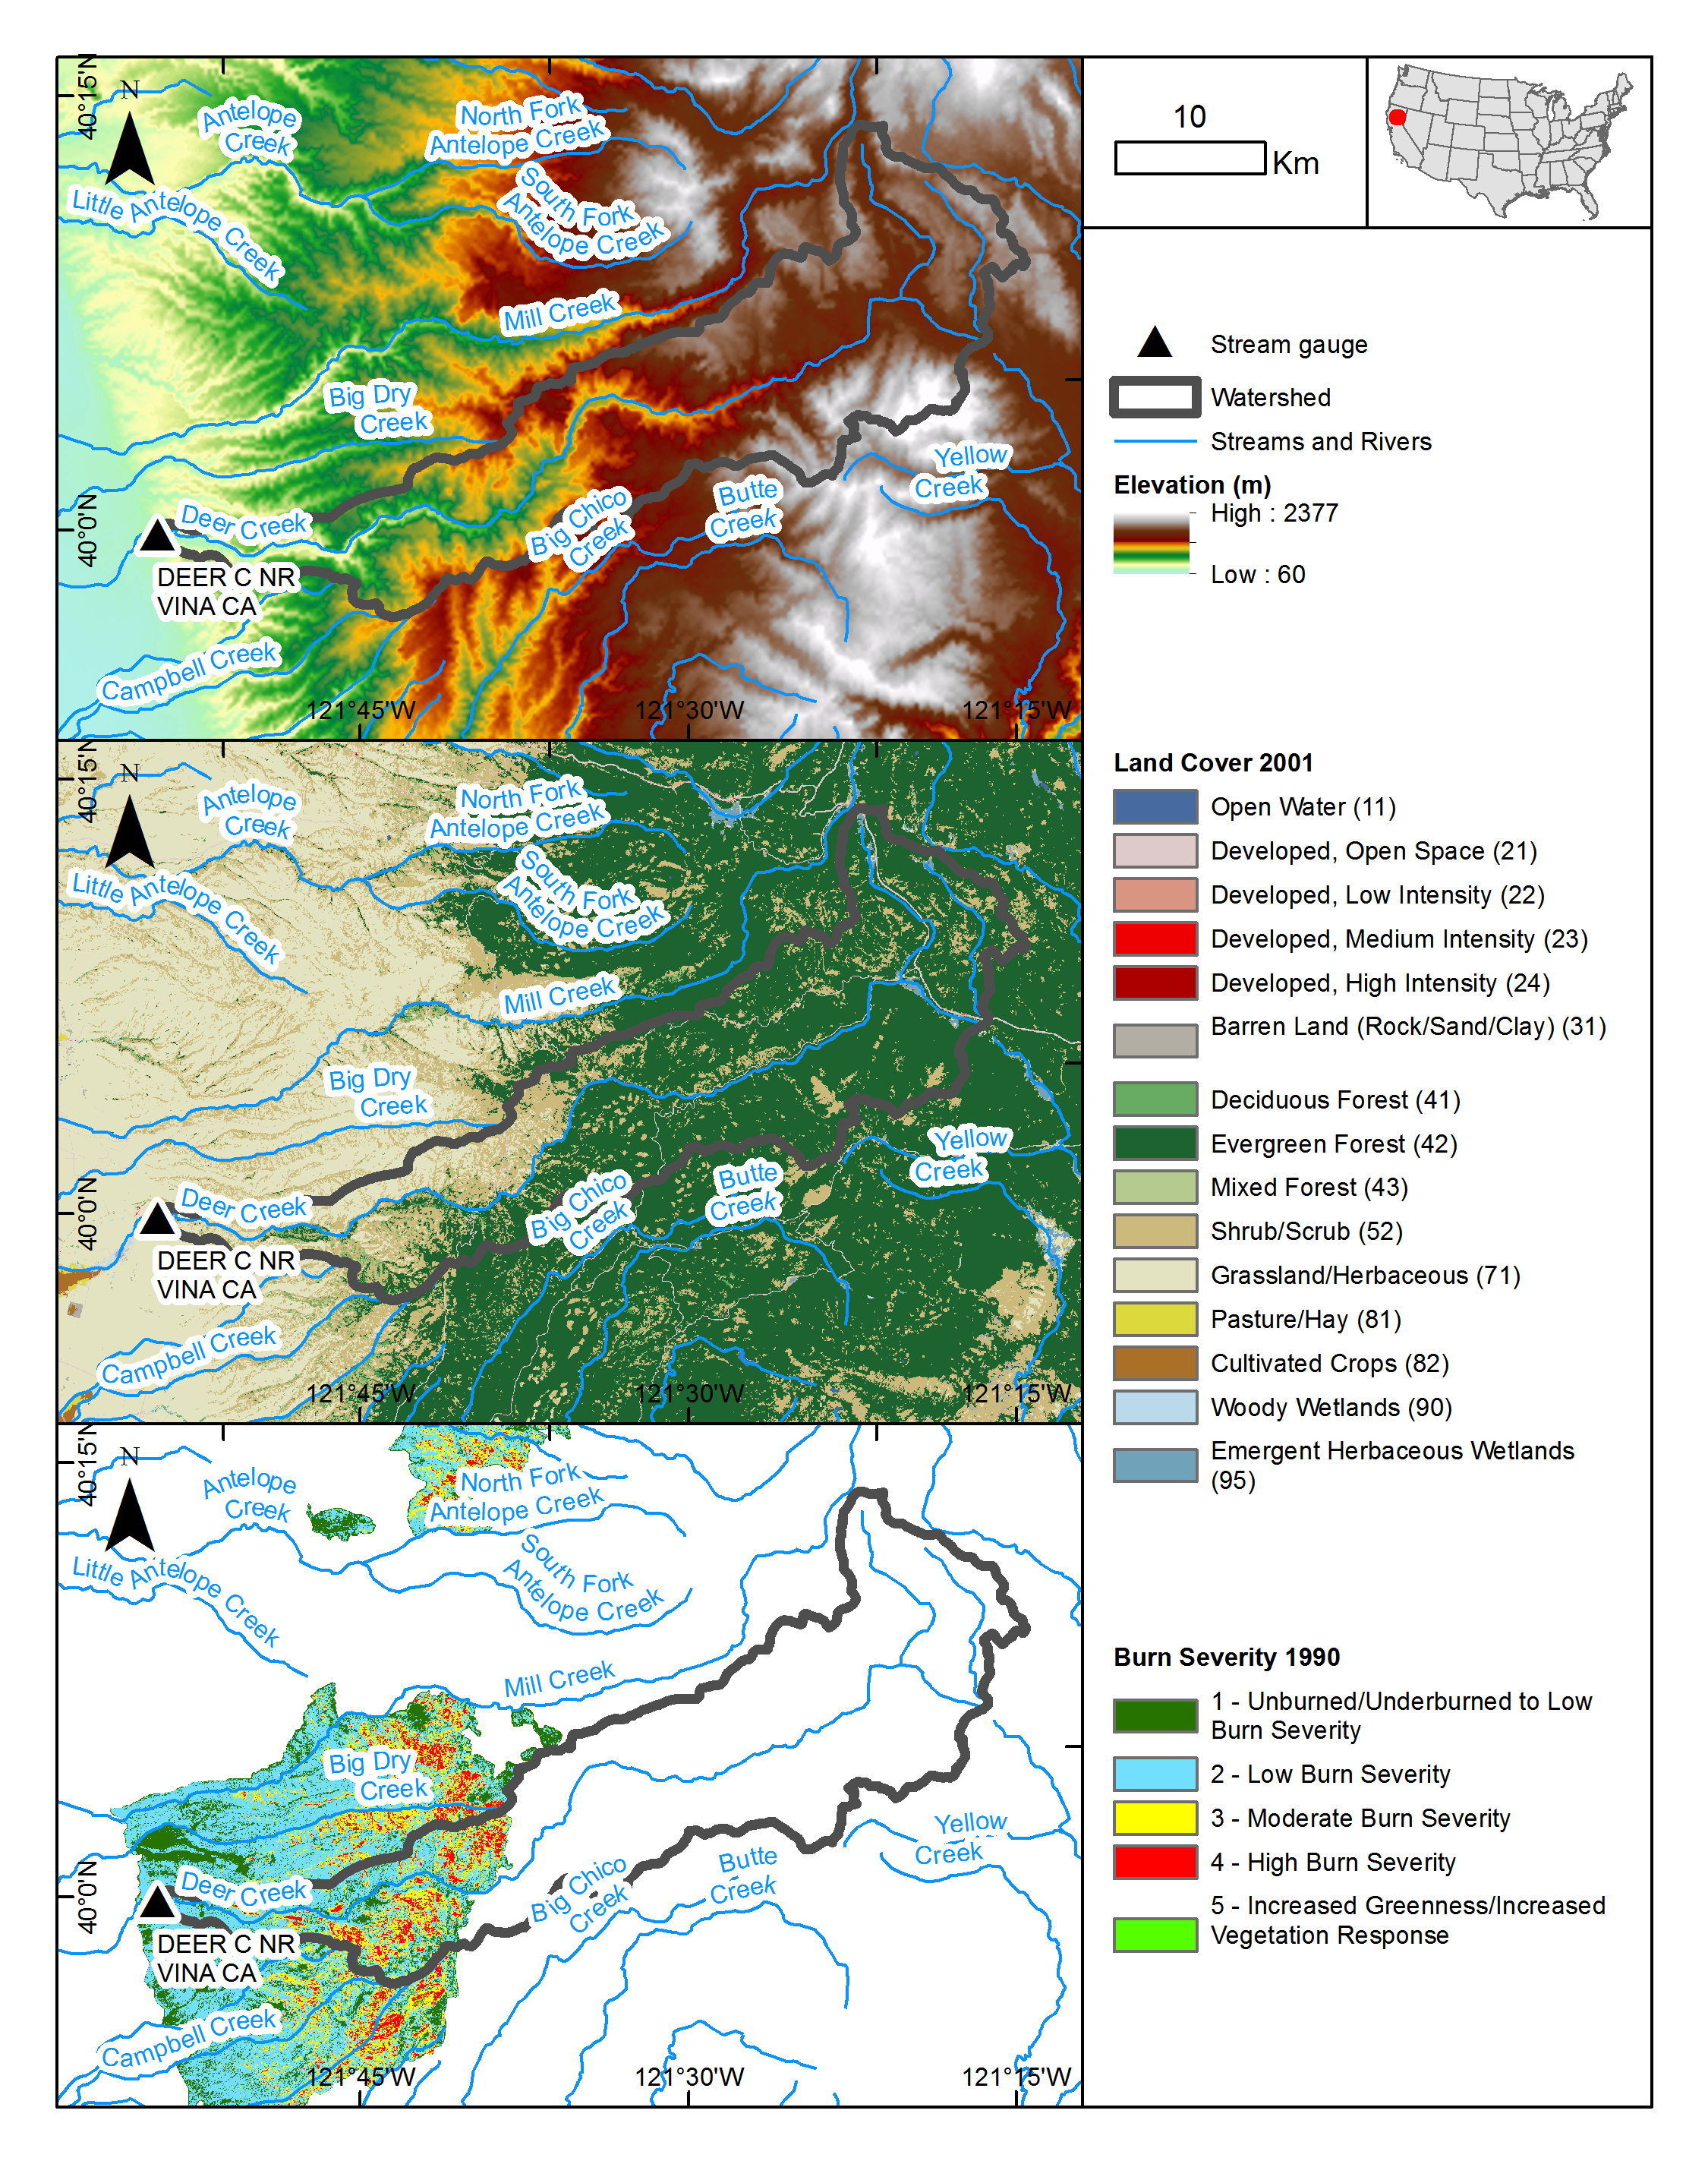 40°15'N
N
Antelope
Creek
North Fork
Antelope Creek
Little Antelope Creek
South Fork
Antelope Creek
Mill Creek
Big Dry
Creek
Yellow
Creek
Butte
Creek
Big Chico
Creek
40°0'N
Deer Creek
DEER C NR
VINA CA
Campbell Creek
121°45'W
121°30'W
121°15'W
40°15'N
N
Antelope
Creek
North Fork
Antelope Creek
Little Antelope Creek
South Fork
Antelope Creek
Mill Creek
Big Dry
Creek
Yellow
Creek
Butte
Creek
Big Chico
Creek
40°0'N
Deer Creek
DEER C NR
VINA CA
Campbell Creek
121°45'W
121°30'W
121°15'W
40°15'N
N
Antelope
Creek
North Fork
Antelope Creek
Little Antelope Creek
South Fork
Antelope Creek
Mill Creek
Big Dry
Creek
Yellow
Creek
Butte
Creek
Big Chico
Creek
40°0'N
Deer Creek
DEER C NR
VINA CA
Campbell Creek
121°45'W
121°30'W
121°15'W
10
Km
Stream gauge
Watershed
Streams and Rivers
Elevation (m)
High : 2377
Low : 60
Land Cover 2001
Open Water (11)
Developed, Open Space (21)
Developed, Low Intensity (22)
Developed, Medium Intensity (23)
Developed, High Intensity (24)
Barren Land (Rock/Sand/Clay) (31)
Deciduous Forest (41)
Evergreen Forest (42)
Mixed Forest (43)
Shrub/Scrub (52)
Grassland/Herbaceous (71)
Pasture/Hay (81)
Cultivated Crops (82)
Woody Wetlands (90)
Emergent Herbaceous Wetlands
(95)
Burn Severity 1990
1 - Unburned/Underburned to Low
Burn Severity
2 - Low Burn Severity
3 - Moderate Burn Severity
4 - High Burn Severity
5 - Increased Greenness/Increased
Vegetation Response